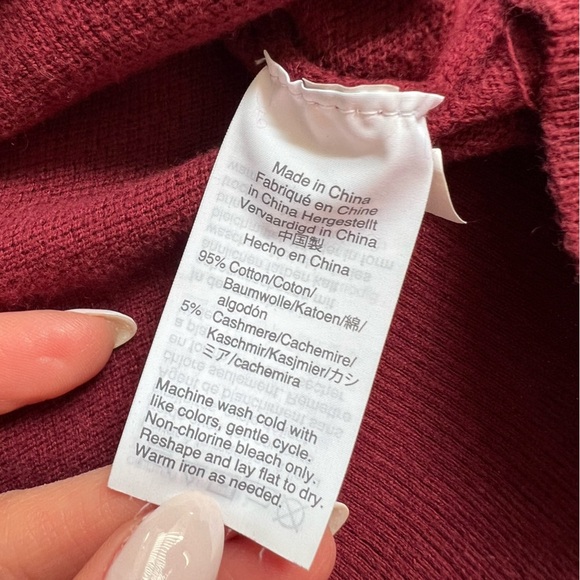 Made in China
Fabriqué en Chine
in China Hergestellt
Vervaardigd in China
中国製
Hecho en China
95% Cotton/Coton/
Baumwolle/Katoen/綿/
algodón
5% Cashmere/Cachemire/
Kaschmir/Kasjmier/カシ
ミア/cachemira
Machine wash cold with
like colors, gentle cycle.
Non-chlorine bleach only.
Reshape and lay flat to dry.
Warm iron as needed.